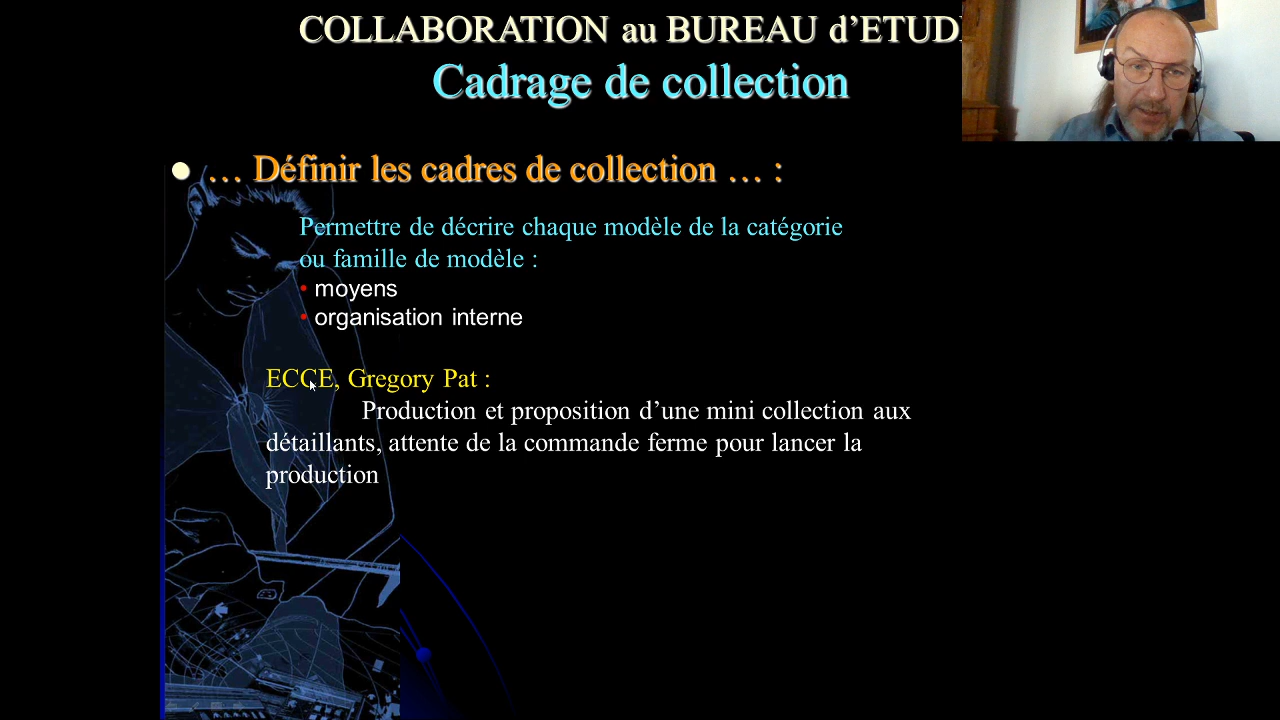 COLLABORATION au BUREAU d’ETUD
Cadrage de collection
… Définir les cadres de collection … :
Permettre de décrire chaque modèle de la catégorie
ou famille de modèle :
• moyens
• organisation interne
ECCE, Gregory Pat :
Production et proposition d’une mini collection aux
détaillants, attente de la commande ferme pour lancer la
production